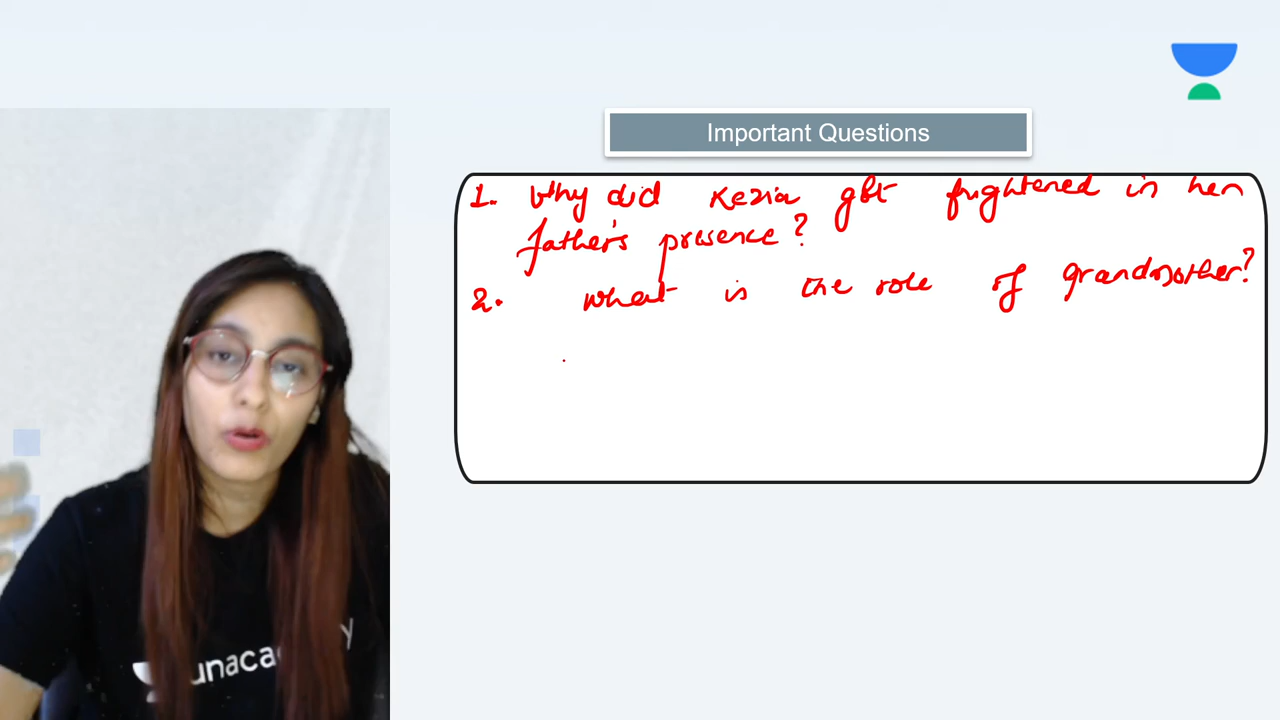 Important Questions
1. Why did Kezia get frightened in her
father's presence?
2. What is the role of grandmother?
unacademy